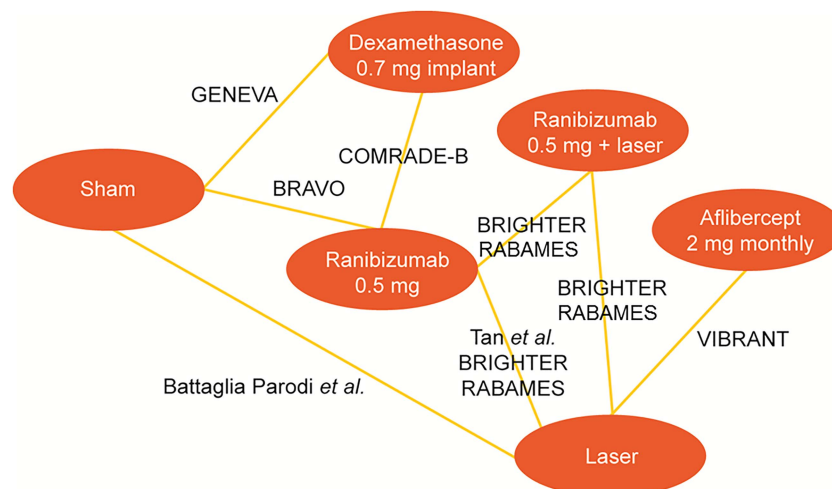 Dexamethasone
0.7 mg implant
GENEVA
Ranibizumab
0.5 mg + laser
COMRADE-B
Sham
BRAVO
Aflibercept
2 mg monthly
BRIGHTER
RABAMES
Ranibizumab
0.5 mg
BRIGHTER
RABAMES
Tan et al.
BRIGHTER
RABAMES
VIBRANT
Battaglia Parodi et al.
Laser